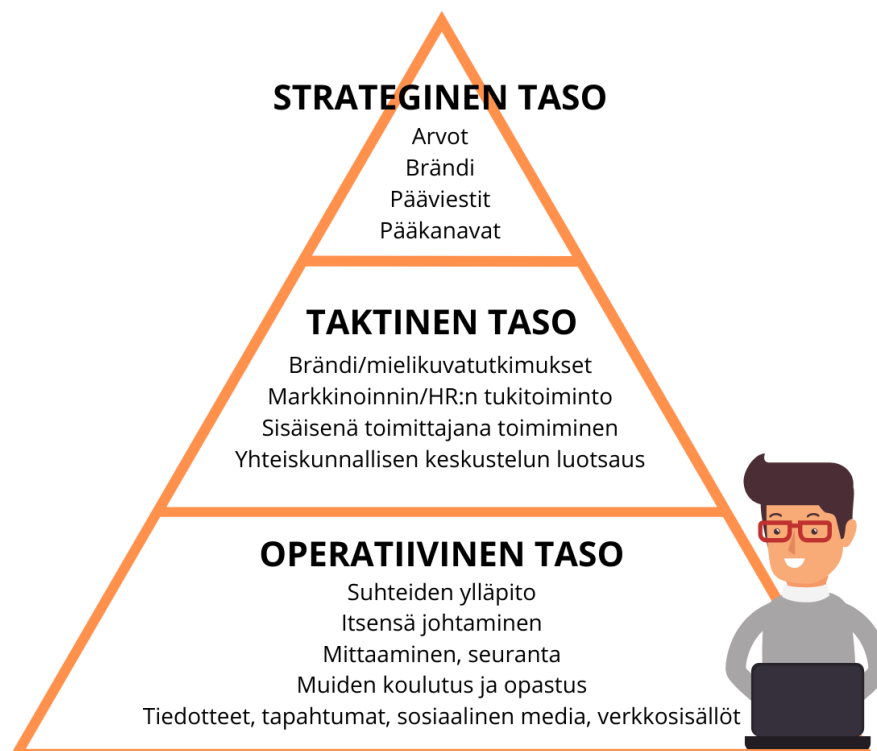 STRATEGINEN TASO
Arvot
Brändi
Pääviestit
Pääkanavat
TAKTINEN TASO
Brändi/mielikuvatutkimukset
Markkinoinnin/HR:n tukitoiminto
Sisäisenä toimittajana toimiminen
Yhteiskunnallisen keskustelun luotsaus
OPERATIIVINEN TASO
Suhteiden ylläpito
Itsensä johtaminen
Mittaaminen, seuranta
Muiden koulutus ja opastus
Tiedotteet, tapahtumat, sosiaalinen media, verkkosisällöt